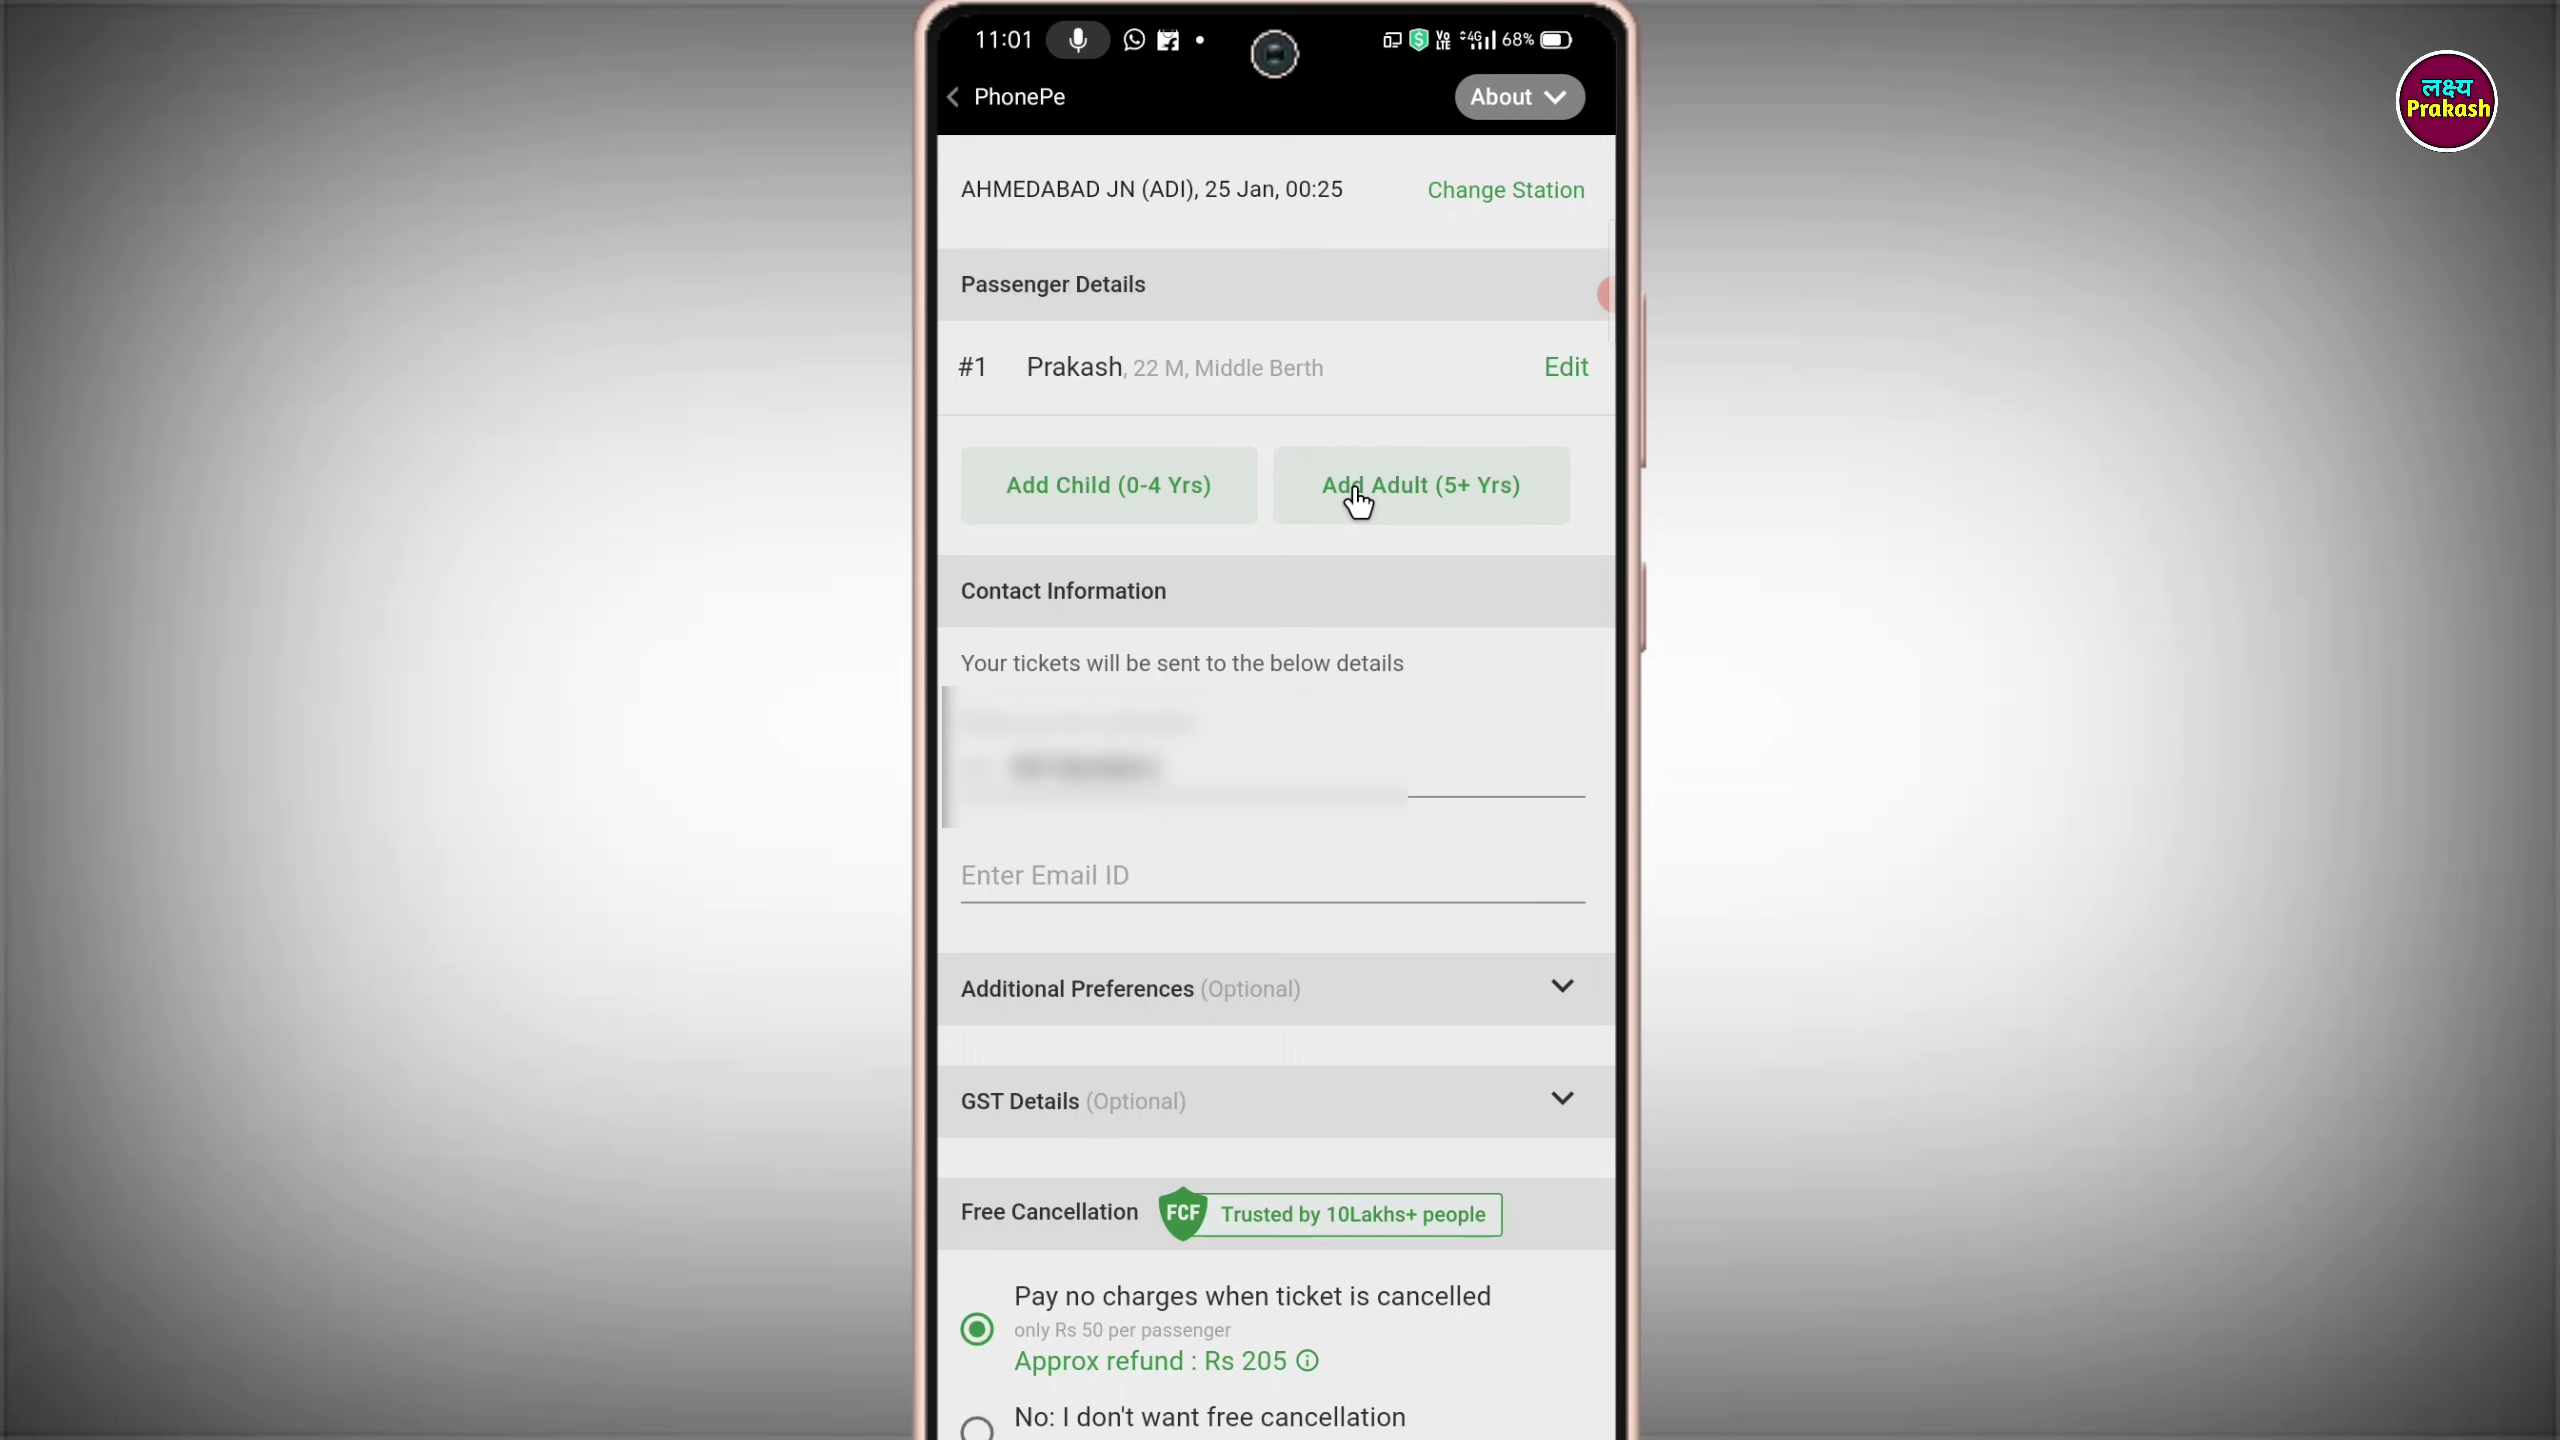 11:01
Vo LTE 4G 68%
लक्ष्य
Prakash
PhonePe
About
AHMEDABAD JN (ADI), 25 Jan, 00:25 Change Station
Passenger Details
#1 Prakash, 22 M, Middle Berth Edit
Add Child (0-4 Yrs) Add Adult (5+ Yrs)
Contact Information
Your tickets will be sent to the below details
Enter Email ID
Additional Preferences (Optional)
GST Details (Optional)
Free Cancellation FCF Trusted by 10Lakhs+ people
Pay no charges when ticket is cancelled
only Rs 50 per passenger
Approx refund : Rs 205
No: I don't want free cancellation